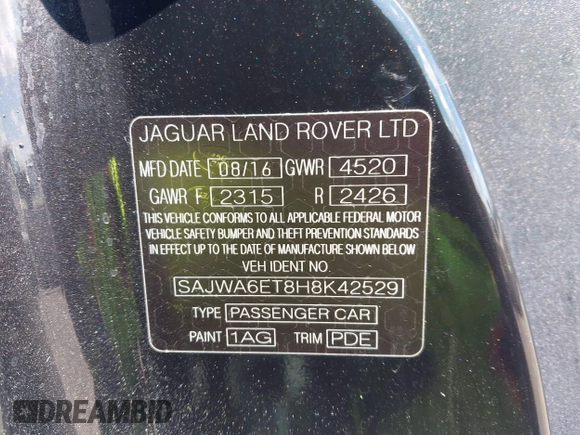 JAGUAR LAND ROVER LTD
MFD DATE 08/16 GVWR 4520
GAWR F 2315 R 2426
THIS VEHICLE CONFORMS TO ALL APPLICABLE FEDERAL MOTOR
VEHICLE SAFETY BUMPER AND THEFT PREVENTION STANDARDS
IN EFFECT UP TO THE DATE OF MANUFACTURE SHOWN BELOW
VEH IDENT NO.
SAJWA6ET8H8K42529
TYPE PASSENGER CAR
PAINT 1AG TRIM PDE
DREAMBID